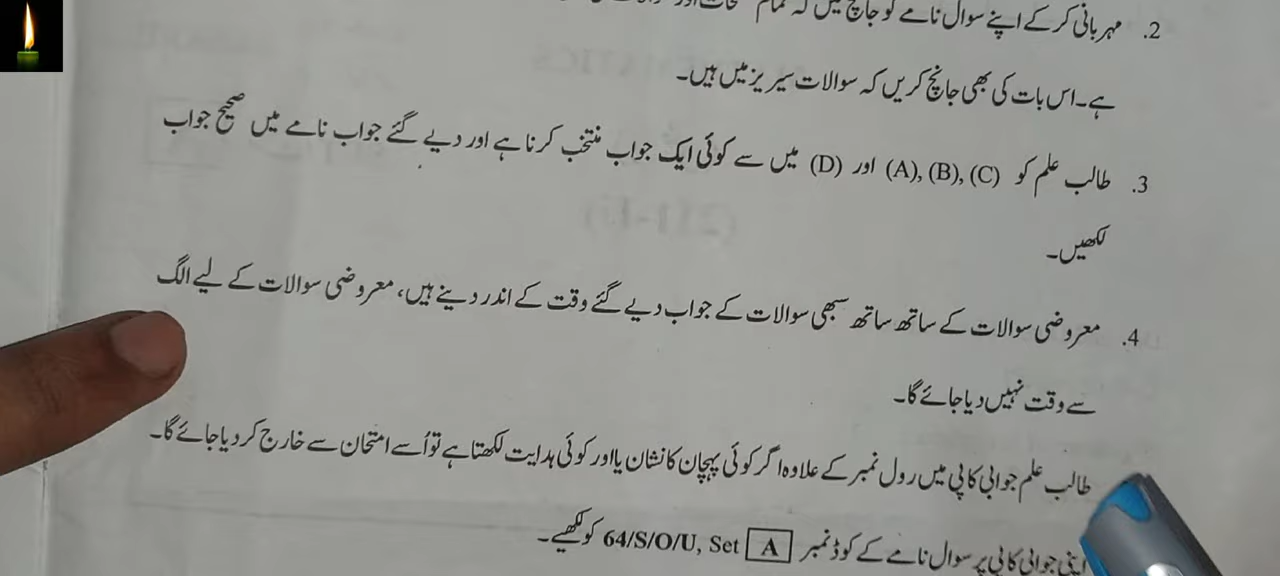 2. مہربانی کر کے اپنے سوال نامے کو جانچ لیں کہ تمام صفحات اور
ہے۔ اس بات کی بھی جانچ کریں کہ سوالات سیریز میں ہیں۔
3. طالب علم کو (A), (B), (C) اور (D) میں سے کوئی ایک جواب منتخب کرنا ہے اور دیے گئے جواب نامے میں صحیح جواب
لکھیں۔
4. معروضی سوالات کے ساتھ ساتھ سبھی سوالات کے جواب دیے گئے وقت کے اندر دینے ہیں، معروضی سوالات کے لیے الگ
سے وقت نہیں دیا جائے گا۔
طالب علم جوابی کاپی میں رول نمبر کے علاوہ اگر کوئی پہچان کا نشان یا اور کوئی ہدایت لکھتا ہے تو اُسے امتحان سے خارج کر دیا جائے گا۔
اپنی جوابی کاپی پر سوال نامے کے کوڈ نمبر 64/S/O/U, Set A کو لکھیے۔